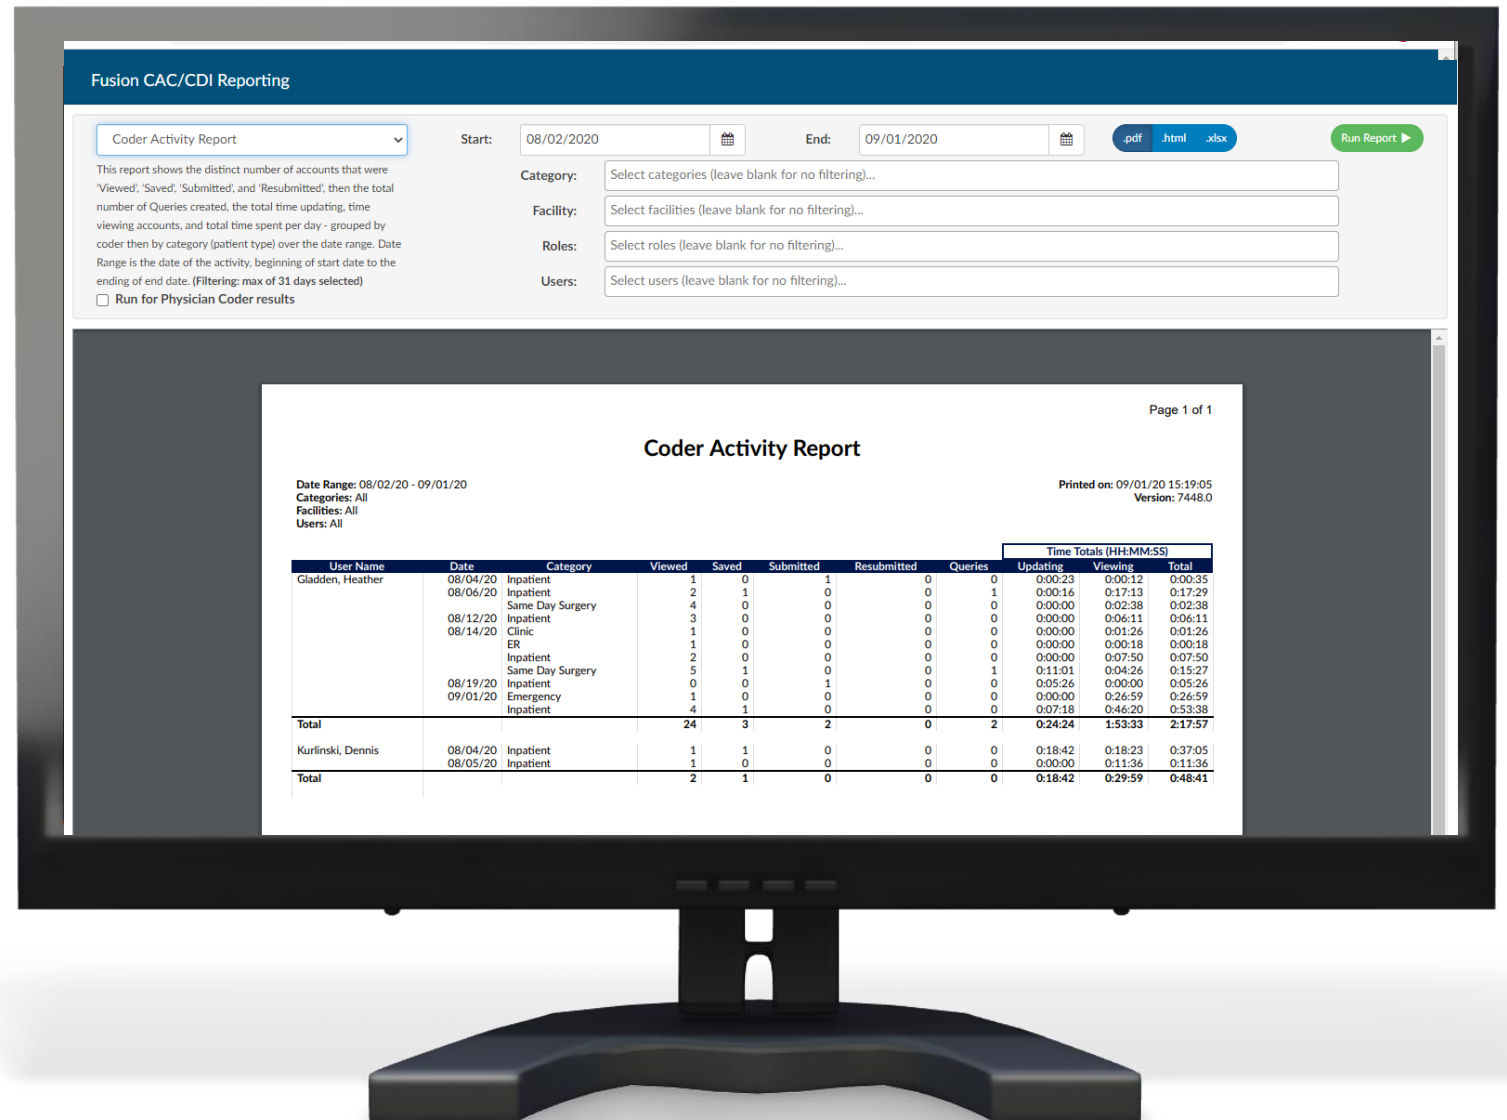 Fusion CAC/CDI Reporting
Coder Activity Report
Start:
08/02/2020
End:
09/01/2020
.pdf
.html
.xlsx
Run Report
This report shows the distinct number of accounts that were
'Viewed', 'Saved', 'Submitted', and 'Resubmitted', then the total
number of Queries created, the total time updating, time
viewing accounts, and total time spent per day - grouped by
coder then by category (patient type) over the date range. Date
Range is the date of the activity, beginning of start date to the
ending of end date. (Filtering: max of 31 days selected)
Run for Physician Coder results
Category:
Select categories (leave blank for no filtering)...
Facility:
Select facilities (leave blank for no filtering)...
Roles:
Select roles (leave blank for no filtering)...
Users:
Select users (leave blank for no filtering)...
Page 1 of 1
Coder Activity Report
Date Range: 08/02/20 - 09/01/20
Categories: All
Facilities: All
Users: All
Printed on: 09/01/20 15:19:05
Version: 7448.0
Time Totals (HH:MM:SS)
User Name Date Category Viewed Saved Submitted Resubmitted Queries Updating Viewing Total
Gladden, Heather 08/04/20 Inpatient 1 0 1 0 0 0:00:23 0:00:12 0:00:35
08/06/20 Inpatient 2 1 0 0 1 0:00:16 0:17:13 0:17:29
Same Day Surgery 4 0 0 0 0 0:00:00 0:02:38 0:02:38
08/12/20 Inpatient 3 0 0 0 0 0:00:00 0:06:11 0:06:11
08/14/20 Clinic 1 0 0 0 0 0:00:00 0:01:26 0:01:26
ER 1 0 0 0 0 0:00:00 0:00:18 0:00:18
Inpatient 2 0 0 0 0 0:00:00 0:07:50 0:07:50
Same Day Surgery 5 1 0 0 1 0:11:01 0:04:26 0:15:27
08/19/20 Inpatient 0 0 1 0 0 0:05:26 0:00:00 0:05:26
09/01/20 Emergency 1 0 0 0 0 0:00:00 0:26:59 0:26:59
Inpatient 4 1 0 0 0 0:07:18 0:46:20 0:53:38
Total 24 3 2 0 2 0:24:24 1:53:33 2:17:57
Kurlinski, Dennis 08/04/20 Inpatient 1 1 0 0 0 0:18:42 0:18:23 0:37:05
08/05/20 Inpatient 1 0 0 0 0 0:00:00 0:11:36 0:11:36
Total 2 1 0 0 0 0:18:42 0:29:59 0:48:41